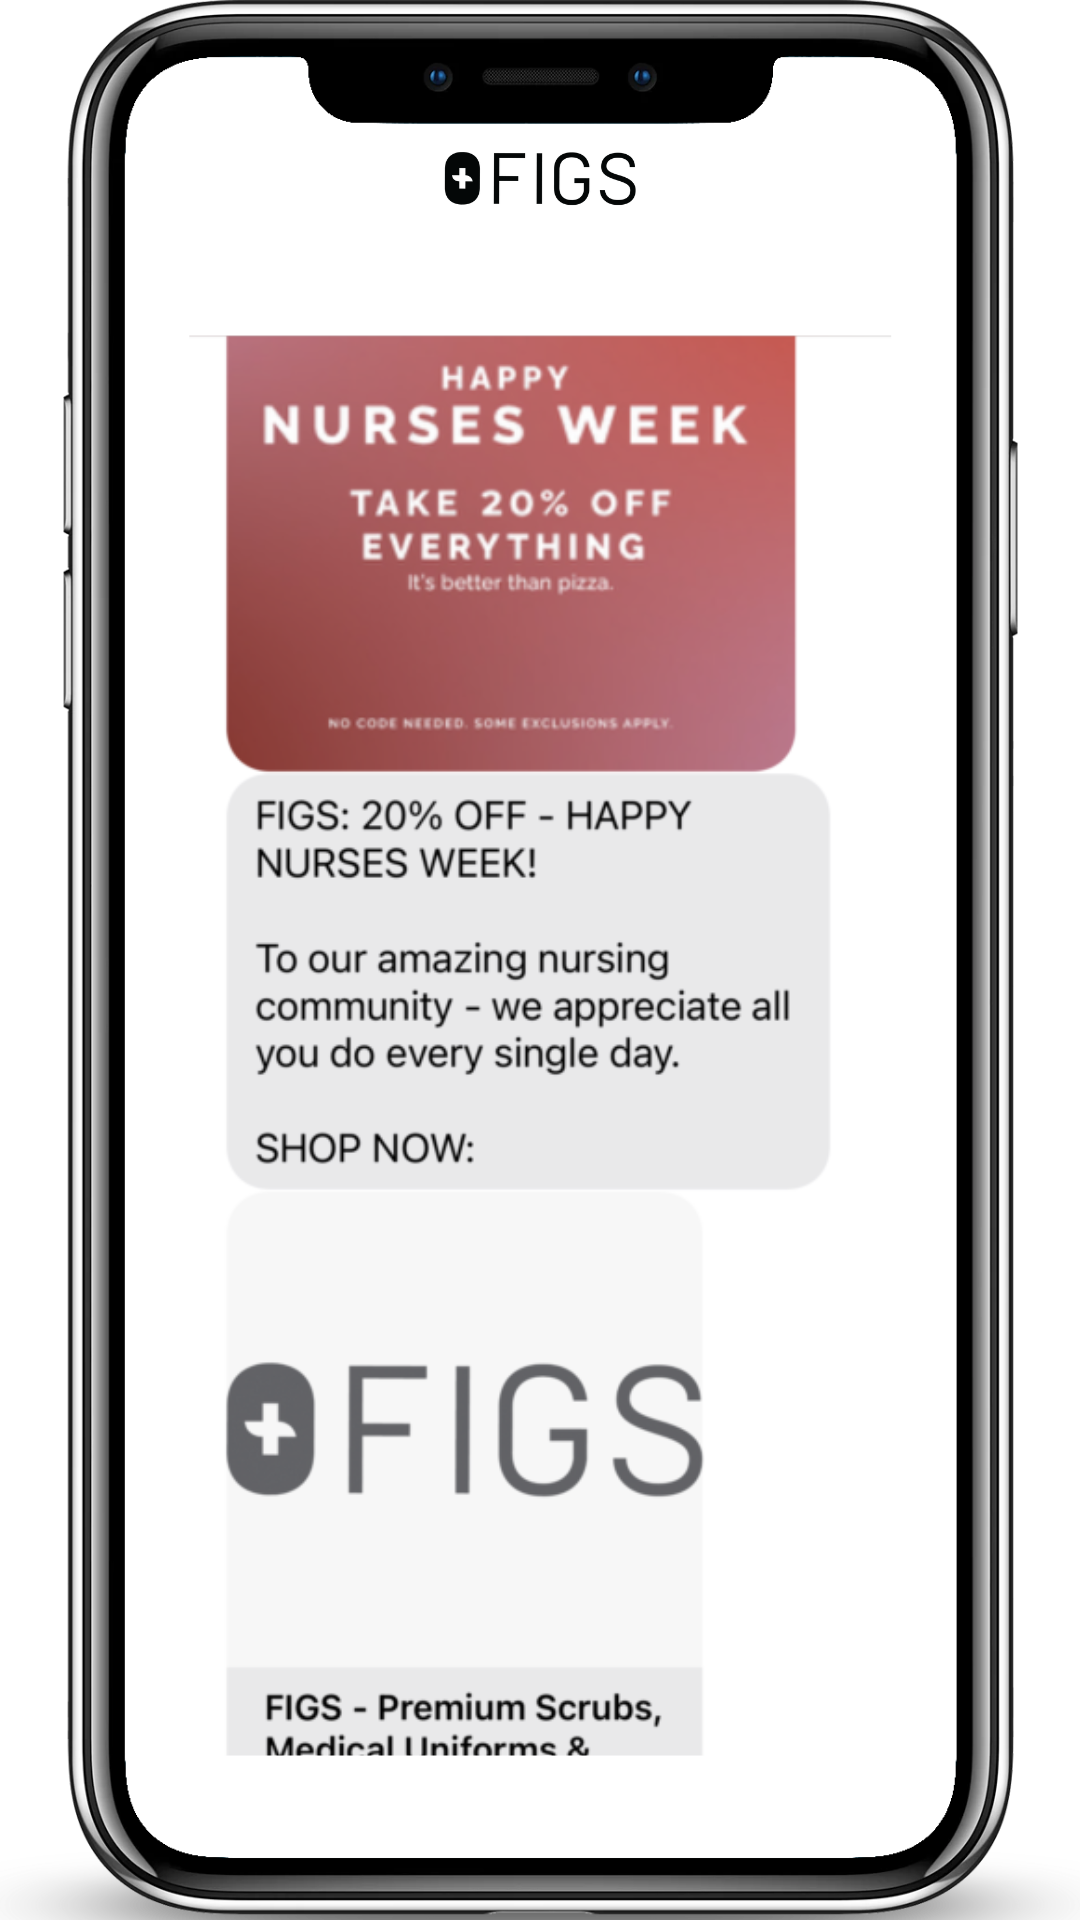 FIGS
HAPPY
NURSES WEEK
TAKE 20% OFF
EVERYTHING
It's better than pizza.
NO CODE NEEDED. SOME EXCLUSIONS APPLY.
FIGS: 20% OFF - HAPPY
NURSES WEEK!
To our amazing nursing
community - we appreciate all
you do every single day.
SHOP NOW:
FIGS
FIGS - Premium Scrubs,
Medical Uniforms &